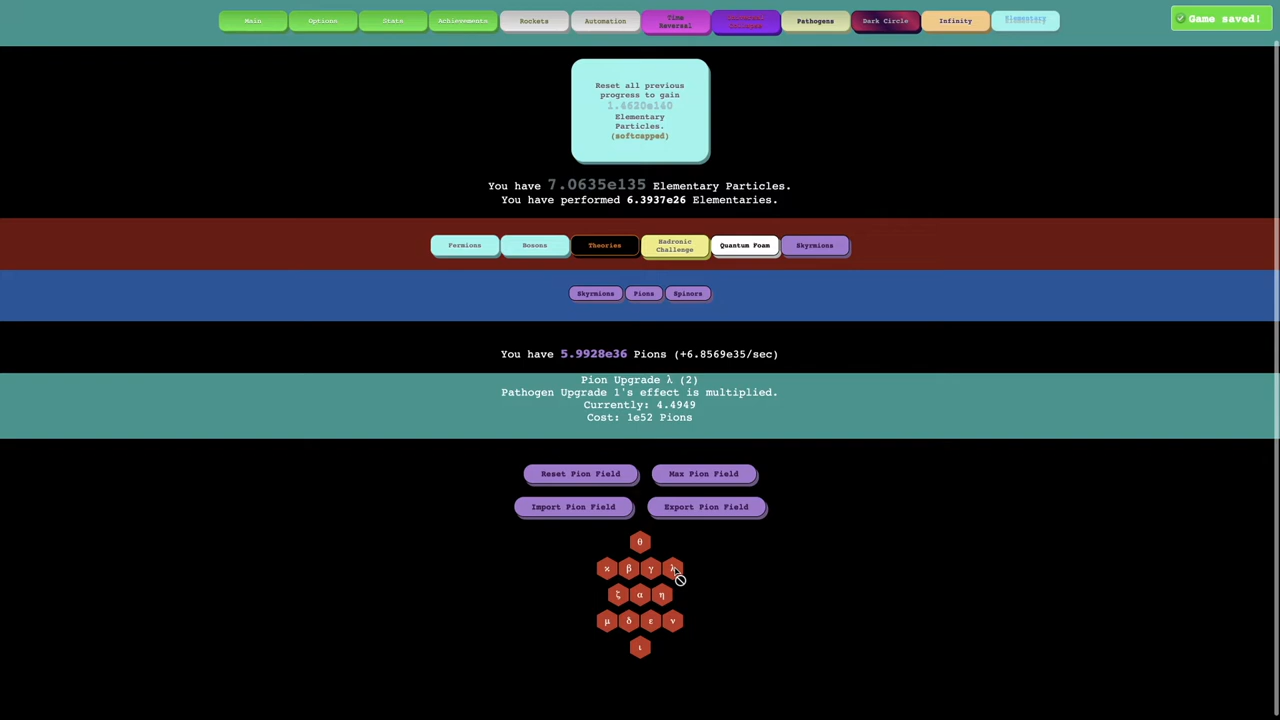 Main Options Stats Achievements Rockets Automation Time Reversal Pathogens Dark Circle Infinity Elementary
Game saved!
Reset all previous
progress to gain
1.4620e140
Elementary
Particles.
(softcapped)
You have 7.0635e135 Elementary Particles.
You have performed 6.3937e26 Elementaries.
Fermions Bosons Theories Hadronic Challenge Quantum Foam Skyrmions
Skyrmions Pions Spinors
You have 5.9928e36 Pions (+6.8569e35/sec)
Pion Upgrade λ (2)
Pathogen Upgrade 1's effect is multiplied.
Currently: 4.4949
Cost: 1e52 Pions
Reset Pion Field Max Pion Field
Import Pion Field Export Pion Field
θ
κ β γ λ
ζ α η
μ δ ε ν
ι